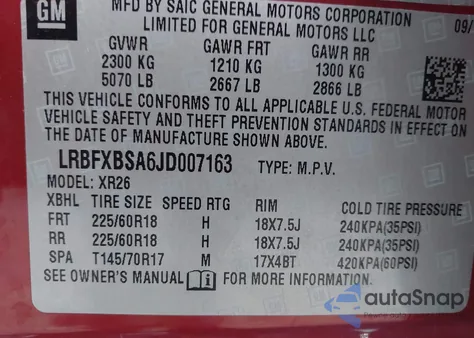 GM
MFD BY SAIC GENERAL MOTORS CORPORATION
LIMITED FOR GENERAL MOTORS LLC
09/
GVWR GAWR FRT GAWR RR
2300 KG 1210 KG 1300 KG
5070 LB 2667 LB 2866 LB
THIS VEHICLE CONFORMS TO ALL APPLICABLE U.S. FEDERAL MOTOR
VEHICLE SAFETY AND THEFT PREVENTION STANDARDS IN EFFECT ON
THE DATE OF MANUFACTURE SHOWN ABOVE.
LRBFXBSA6JD007163 TYPE: M.P.V.
MODEL: XR26
XBHL TIRE SIZE SPEED RTG RIM COLD TIRE PRESSURE
FRT 225/60R18 H 18X7.5J 240KPA(35PSI)
RR 225/60R18 H 18X7.5J 240KPA(35PSI)
SPA T145/70R17 M 17X4BT 420KPA(60PSI)
SEE OWNER'S MANUAL FOR MORE INFORMATION.
autoSnap